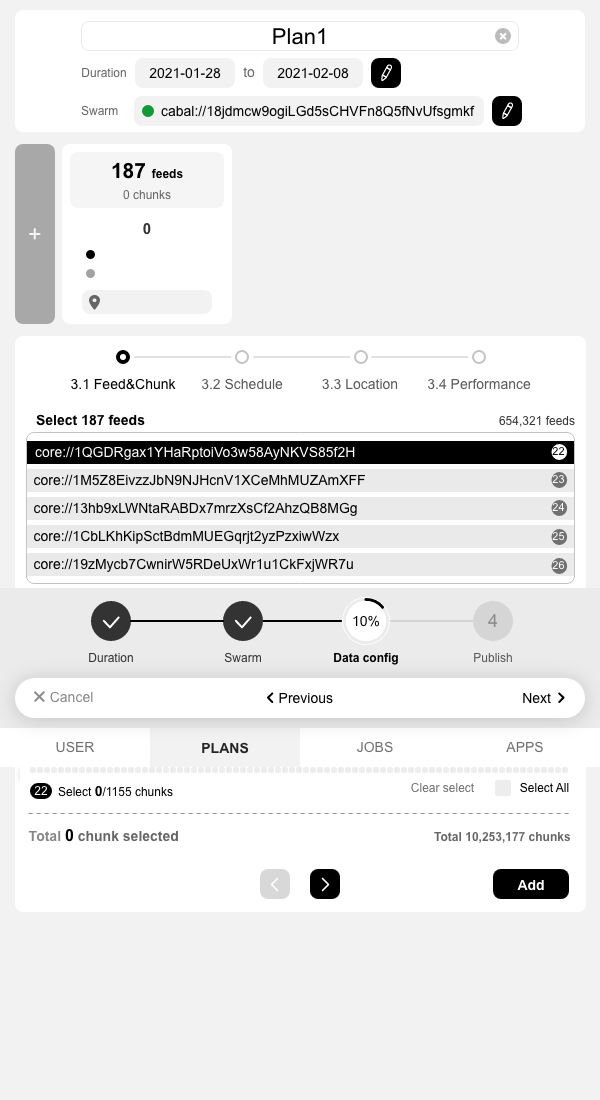 Plan1
Duration 2021-01-28 to 2021-02-08
Swarm cabal://18jdmcw9ogiLGd5sCHVFn8Q5fNvUfsgmkf
+
187 feeds
0 chunks
0
3.1 Feed&Chunk 3.2 Schedule 3.3 Location 3.4 Performance
Select 187 feeds 654,321 feeds
core://1QGDRgax1YHaRptoiVo3w58AyNKVS85f2H 22
core://1M5Z8EivzzJbN9NJHcnV1XCeMhMUZAmXFF 23
core://13hb9xLWNtaRABDx7mrzXsCf2AhzQB8MGg 24
core://1CbLKhKipSctBdmMUEGqrjt2yzPzxiwWzx 25
core://19zMycb7CwnirW5RDeUxWr1u1CkFxjWR7u 26
10% 4
Duration Swarm Data config Publish
Cancel Previous Next
USER PLANS JOBS APPS
22 Select 0/1155 chunks Clear select Select All
Total 0 chunk selected Total 10,253,177 chunks
Add